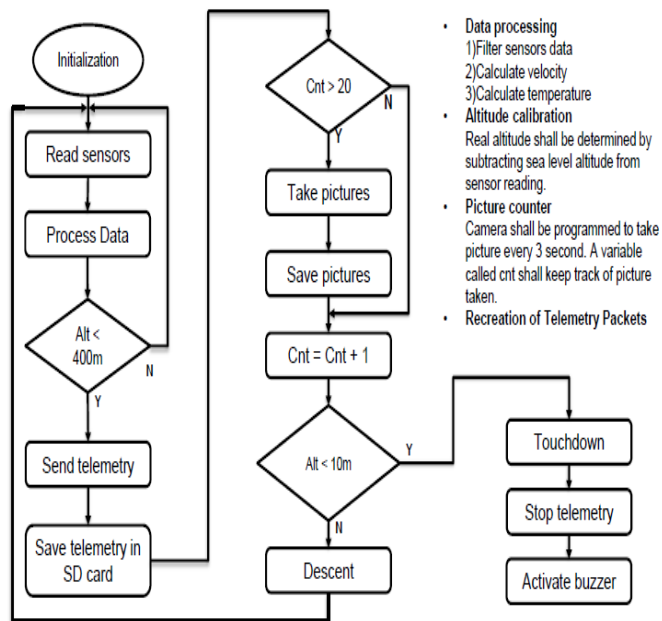 Initialization
Read sensors
Process Data
Alt <
400m
N
Y
Send telemetry
Save telemetry in
SD card
Cnt > 20
N
Y
Take pictures
Save pictures
Cnt = Cnt + 1
Alt < 10m
Y
N
Descent
Touchdown
Stop telemetry
Activate buzzer
• Data processing
1)Filter sensors data
2)Calculate velocity
3)Calculate temperature
• Altitude calibration
Real altitude shall be determined by
subtracting sea level altitude from
sensor reading.
• Picture counter
Camera shall be programmed to take
picture every 3 second. A variable
called cnt shall keep track of picture
taken.
• Recreation of Telemetry Packets